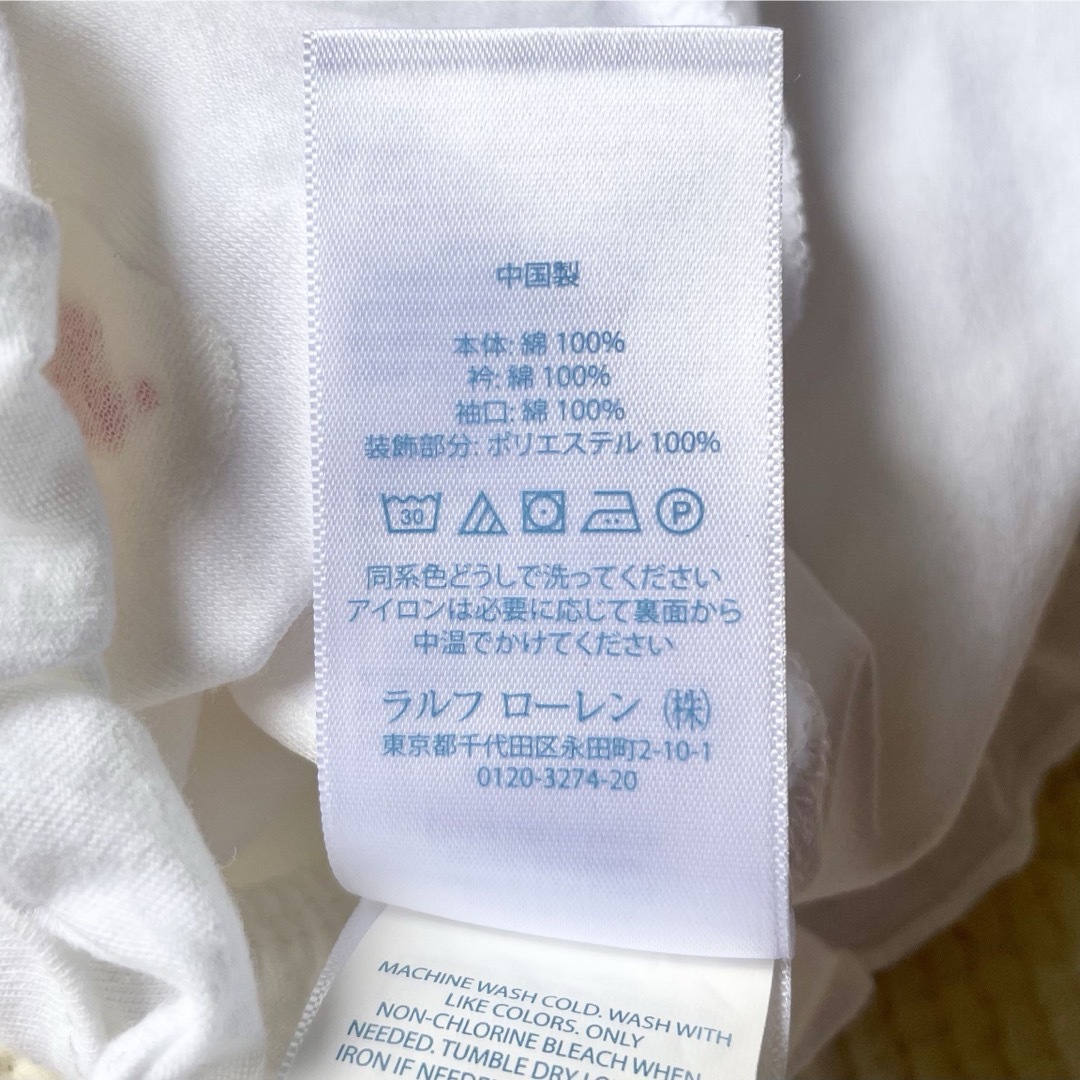 中国製
本体: 綿 100%
衿: 綿 100%
袖口: 綿 100%
装飾部分: ポリエステル 100%
30 P
同系色どうしで洗ってください
アイロンは必要に応じて裏面から
中温でかけてください
ラルフ ローレン (株)
東京都千代田区永田町2-10-1
0120-3274-20
MACHINE WASH COLD. WASH WITH
LIKE COLORS. ONLY
NON-CHLORINE BLEACH WHEN
NEEDED. TUMBLE DRY
IRON IF